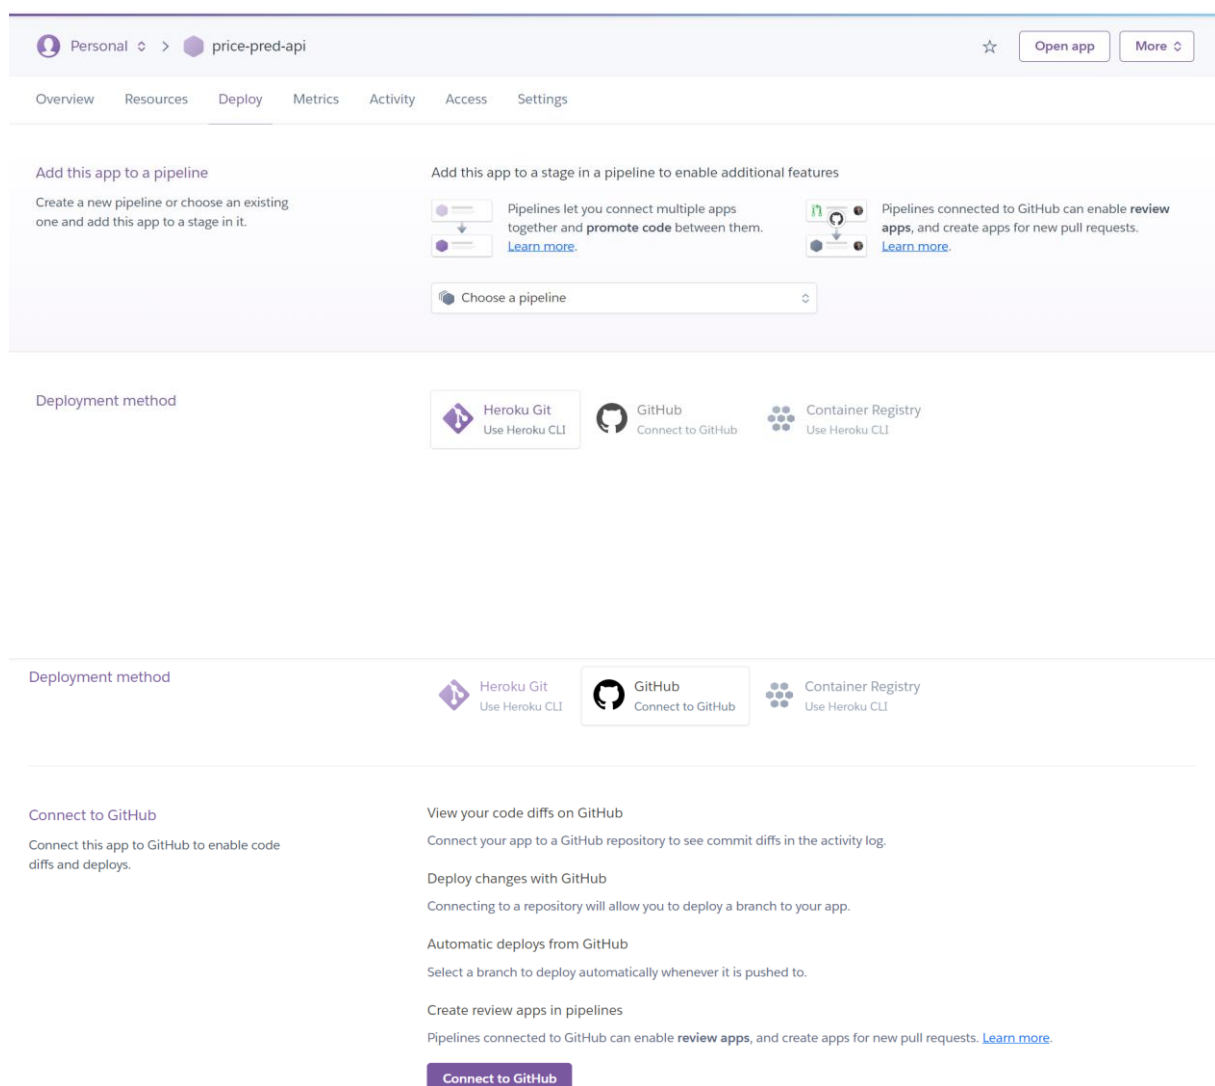 Personal > price-pred-api
Open app
More
Overview Resources Deploy Metrics Activity Access Settings
Add this app to a pipeline
Create a new pipeline or choose an existing
one and add this app to a stage in it.
Add this app to a stage in a pipeline to enable additional features
Pipelines let you connect multiple apps
together and promote code between them.
Learn more.
Pipelines connected to GitHub can enable review
apps, and create apps for new pull requests.
Learn more.
Choose a pipeline
Deployment method
Heroku Git
Use Heroku CLI
GitHub
Connect to GitHub
Container Registry
Use Heroku CLI
Deployment method
Heroku Git
Use Heroku CLI
GitHub
Connect to GitHub
Container Registry
Use Heroku CLI
Connect to GitHub
Connect this app to GitHub to enable code
diffs and deploys.
View your code diffs on GitHub
Connect your app to a GitHub repository to see commit diffs in the activity log.
Deploy changes with GitHub
Connecting to a repository will allow you to deploy a branch to your app.
Automatic deploys from GitHub
Select a branch to deploy automatically whenever it is pushed to.
Create review apps in pipelines
Pipelines connected to GitHub can enable review apps, and create apps for new pull requests. Learn more.
Connect to GitHub